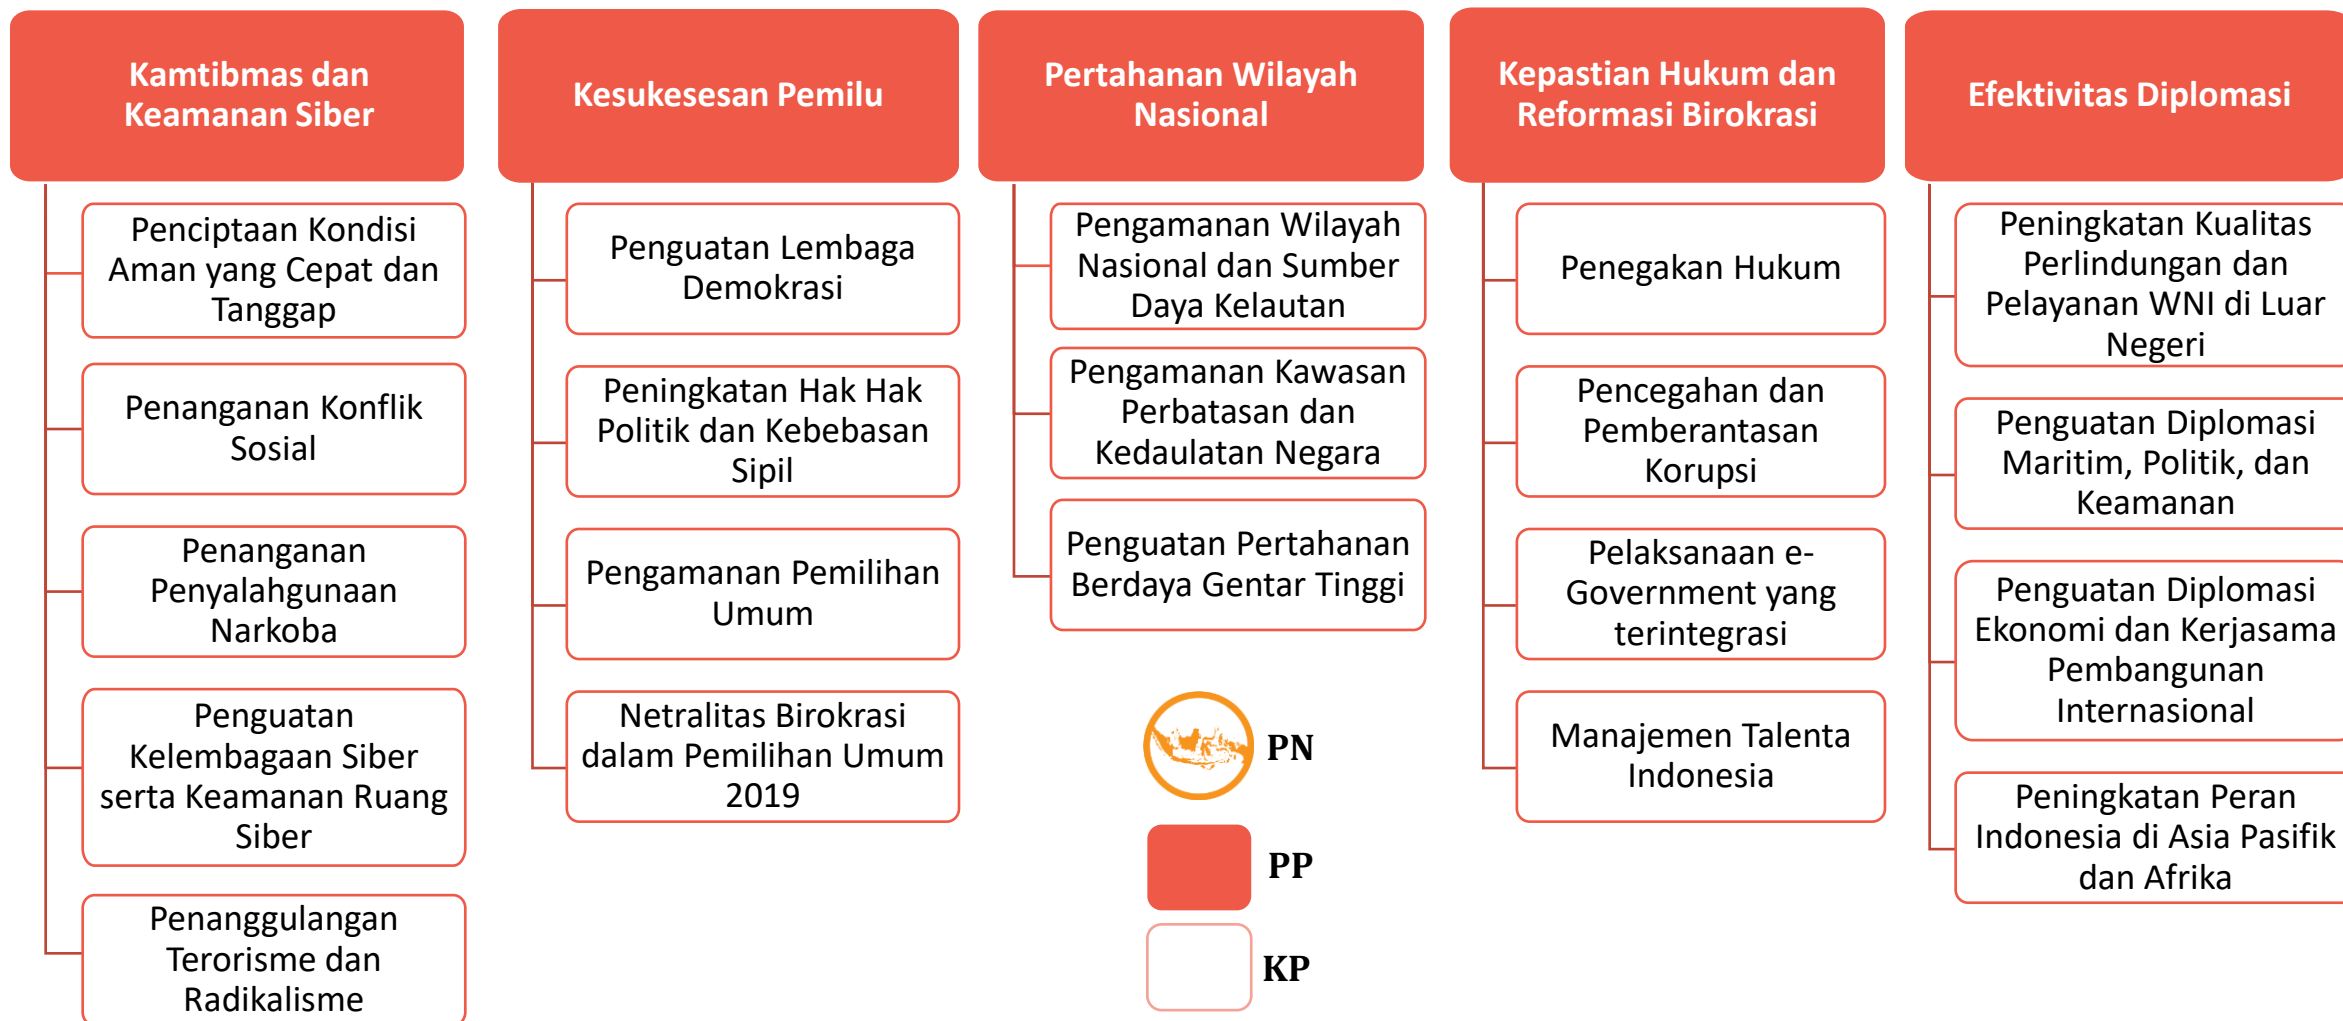 Kamtibmas dan
Keamanan Siber
Penciptaan Kondisi
Aman yang Cepat dan
Tanggap
Penanganan Konflik
Sosial
Penanganan
Penyalahgunaan
Narkoba
Penguatan
Kelembagaan Siber
serta Keamanan Ruang
Siber
Penanggulangan
Terorisme dan
Radikalisme
Kesuksesan Pemilu
Penguatan Lembaga
Demokrasi
Peningkatan Hak Hak
Politik dan Kebebasan
Sipil
Pengamanan Pemilihan
Umum
Netralitas Birokrasi
dalam Pemilihan Umum
2019
Pertahanan Wilayah
Nasional
Pengamanan Wilayah
Nasional dan Sumber
Daya Kelautan
Pengamanan Kawasan
Perbatasan dan
Kedaulatan Negara
Penguatan Pertahanan
Berdaya Gentar Tinggi
PN
PP
KP
Kepastian Hukum dan
Reformasi Birokrasi
Penegakan Hukum
Pencegahan dan
Pemberantasan
Korupsi
Pelaksanaan e-
Government yang
terintegrasi
Manajemen Talenta
Indonesia
Efektivitas Diplomasi
Peningkatan Kualitas
Perlindungan dan
Pelayanan WNI di Luar
Negeri
Penguatan Diplomasi
Maritim, Politik, dan
Keamanan
Penguatan Diplomasi
Ekonomi dan Kerjasama
Pembangunan
Internasional
Peningkatan Peran
Indonesia di Asia Pasifik
dan Afrika